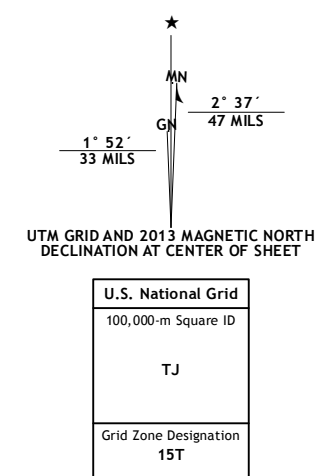 ★
MN
2° 37´
47 MILS
GN
1° 52´
33 MILS
UTM GRID AND 2013 MAGNETIC NORTH
DECLINATION AT CENTER OF SHEET
U.S. National Grid
100,000-m Square ID
TJ
Grid Zone Designation
15T